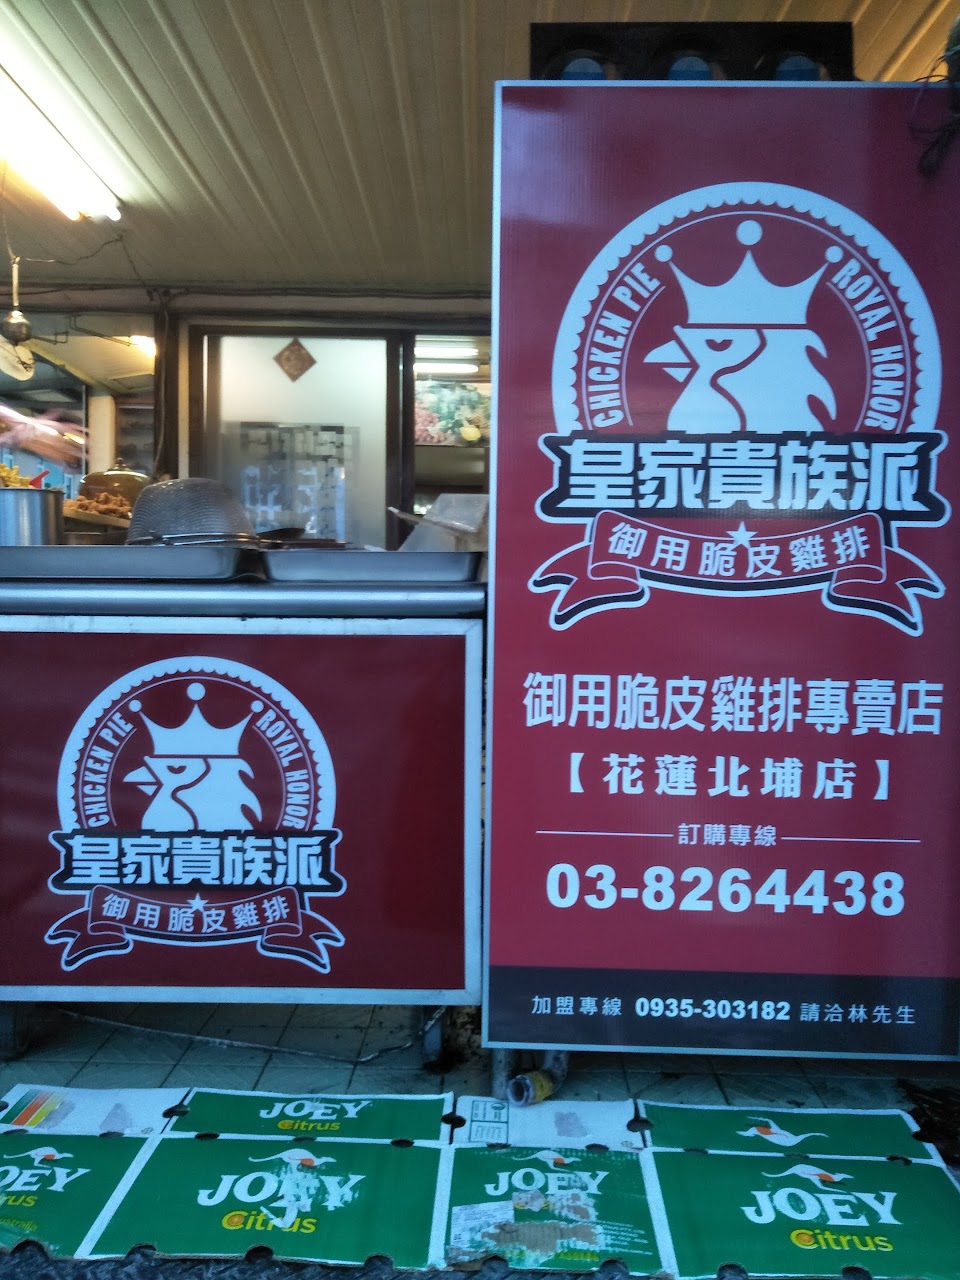 CHICKEN PIE ROYAL HONOR
皇家貴族派
御用脆皮雞排
御用脆皮雞排專賣店
【花蓮北埔店】
訂購專線
03-8264438
加盟專線 0935-303182 請洽林先生
CHICKEN PIE ROYAL HONOR
皇家貴族派
御用脆皮雞排
JOEY
Citrus
JOEY
Citrus
JOEY
Citrus
JOEY
JOEY
Citrus